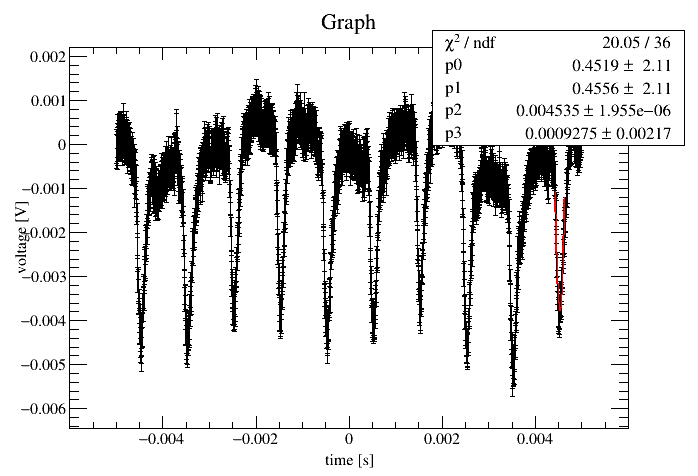 Graph
χ² / ndf 20.05 / 36
p0 0.4519 ± 2.11
p1 0.4556 ± 2.11
p2 0.004535 ± 1.955e−06
p3 0.0009275 ± 0.00217
0.002
0.001
0
−0.001
−0.002
−0.003
−0.004
−0.005
−0.006
voltage [V]
−0.004 −0.002 0 0.002 0.004
time [s]